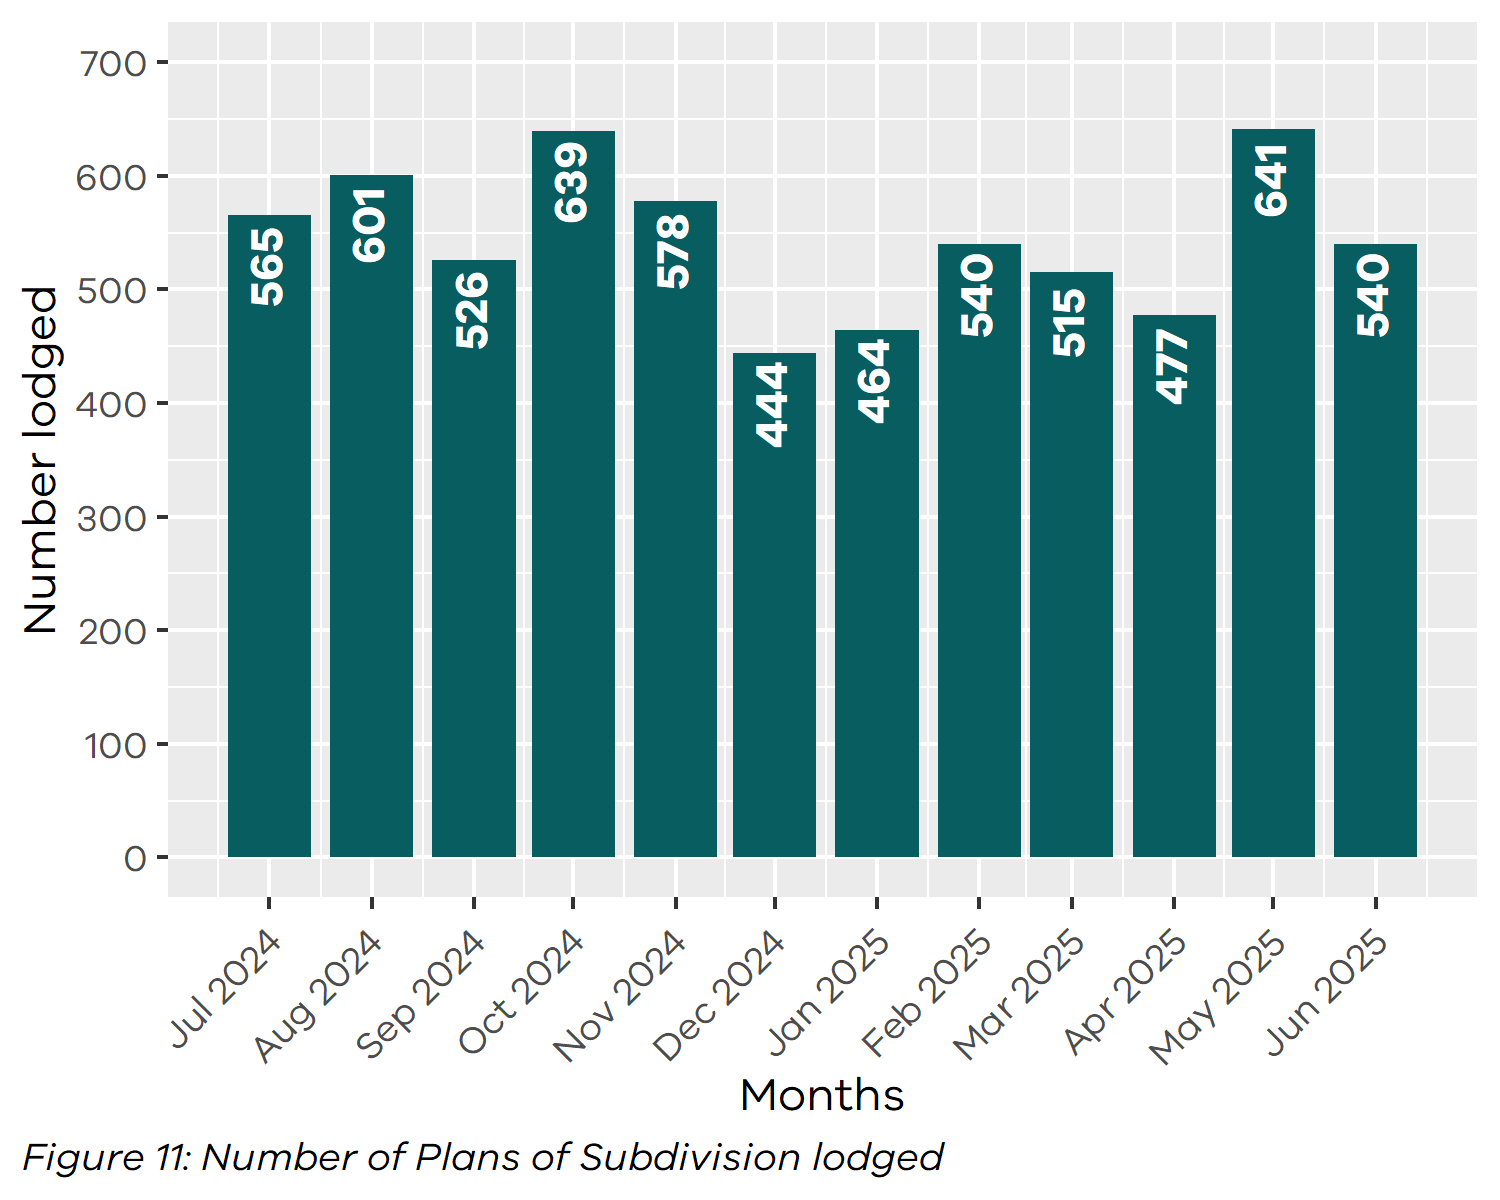 700
600
500
400
300
200
100
0
Number lodged
565
601
526
639
578
444
464
540
515
477
641
540
Jul 2024
Aug 2024
Sep 2024
Oct 2024
Nov 2024
Dec 2024
Jan 2025
Feb 2025
Mar 2025
Apr 2025
May 2025
Jun 2025
Months
Figure 11: Number of Plans of Subdivision lodged